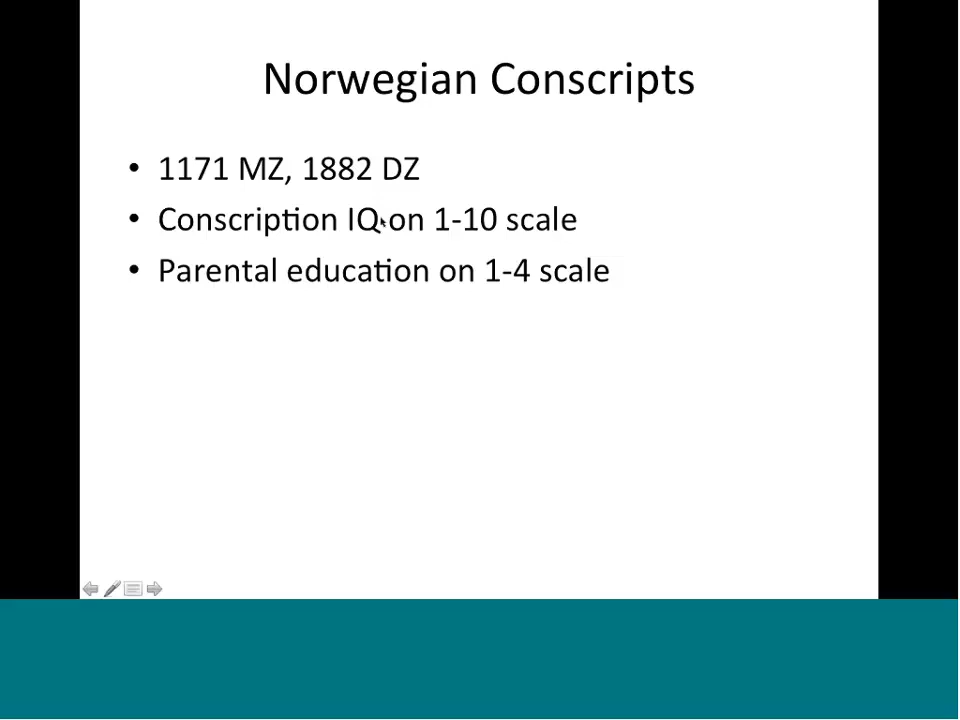 Norwegian Conscripts
• 1171 MZ, 1882 DZ
• Conscription IQ on 1-10 scale
• Parental education on 1-4 scale